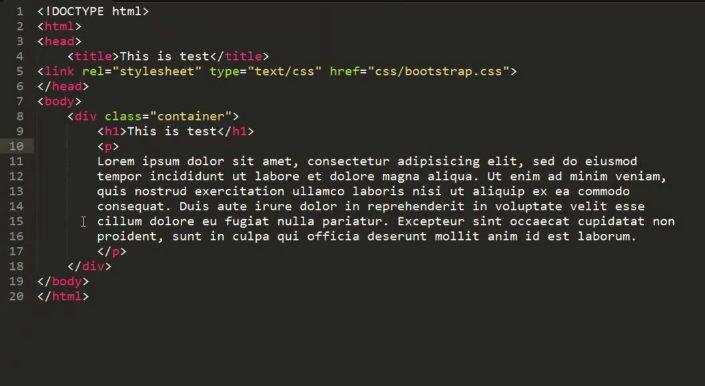 1 <!DOCTYPE html>
2 <html>
3 <head>
4 <title>This is test</title>
5 <link rel="stylesheet" type="text/css" href="css/bootstrap.css">
6 </head>
7 <body>
8 <div class="container">
9 <h1>This is test</h1>
10 <p>
11 Lorem ipsum dolor sit amet, consectetur adipisicing elit, sed do eiusmod
12 tempor incididunt ut labore et dolore magna aliqua. Ut enim ad minim veniam,
13 quis nostrud exercitation ullamco laboris nisi ut aliquip ex ea commodo
14 consequat. Duis aute irure dolor in reprehenderit in voluptate velit esse
15 cillum dolore eu fugiat nulla pariatur. Excepteur sint occaecat cupidatat non
16 proident, sunt in culpa qui officia deserunt mollit anim id est laborum.
17 </p>
18 </div>
19 </body>
20 </html>